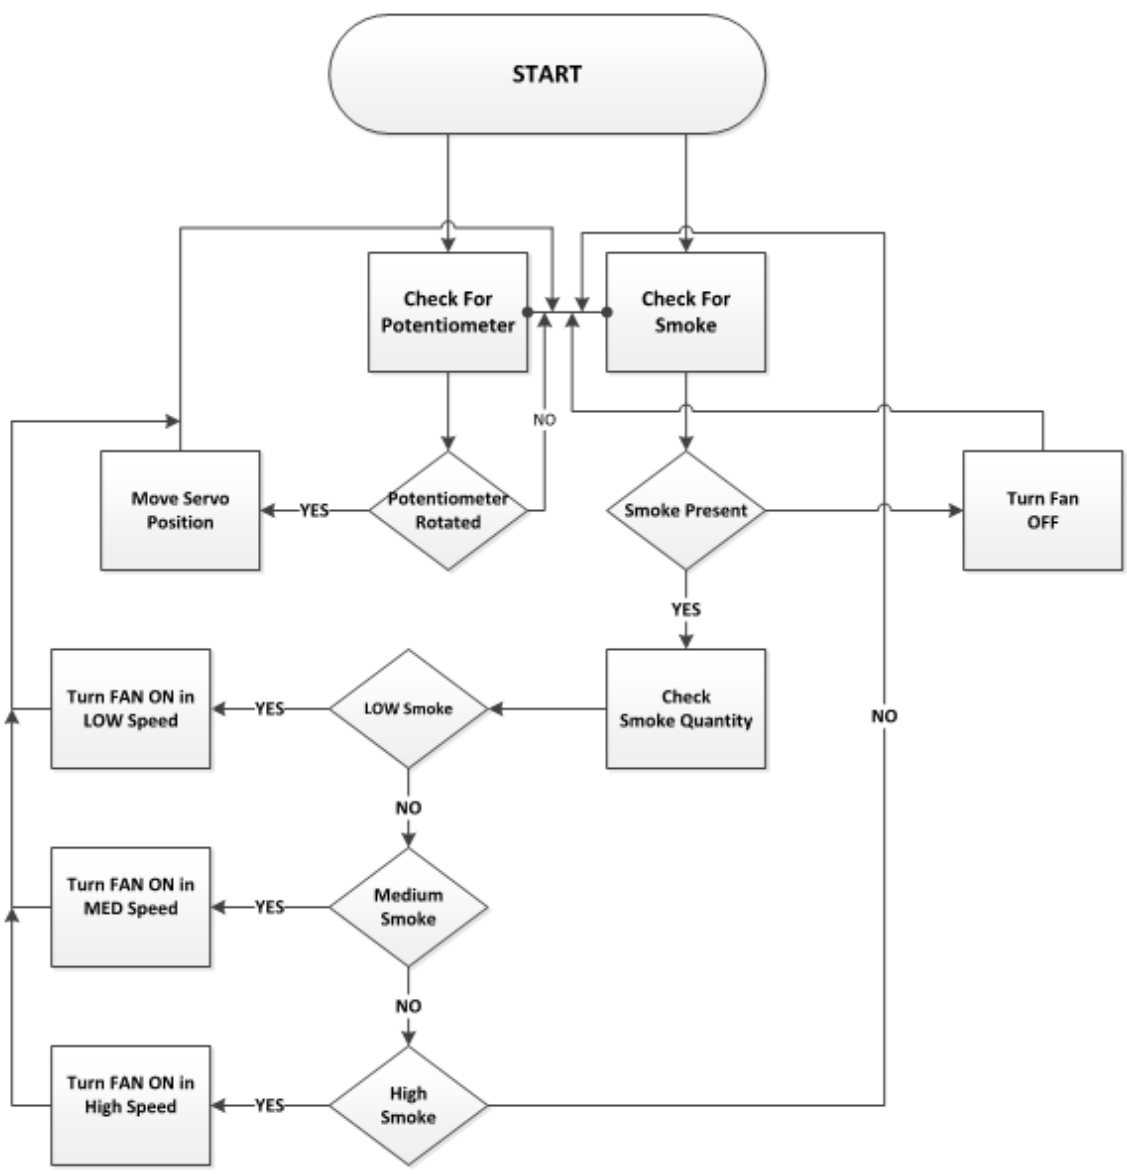 START
Check For
Potentiometer
Check For
Smoke
NO
Move Servo
Position
YES
Potentiometer
Rotated
Smoke Present
Turn Fan
OFF
YES
Turn FAN ON in
LOW Speed
YES
LOW Smoke
Check
Smoke Quantity
NO
NO
Turn FAN ON in
MED Speed
YES
Medium
Smoke
NO
Turn FAN ON in
High Speed
YES
High
Smoke